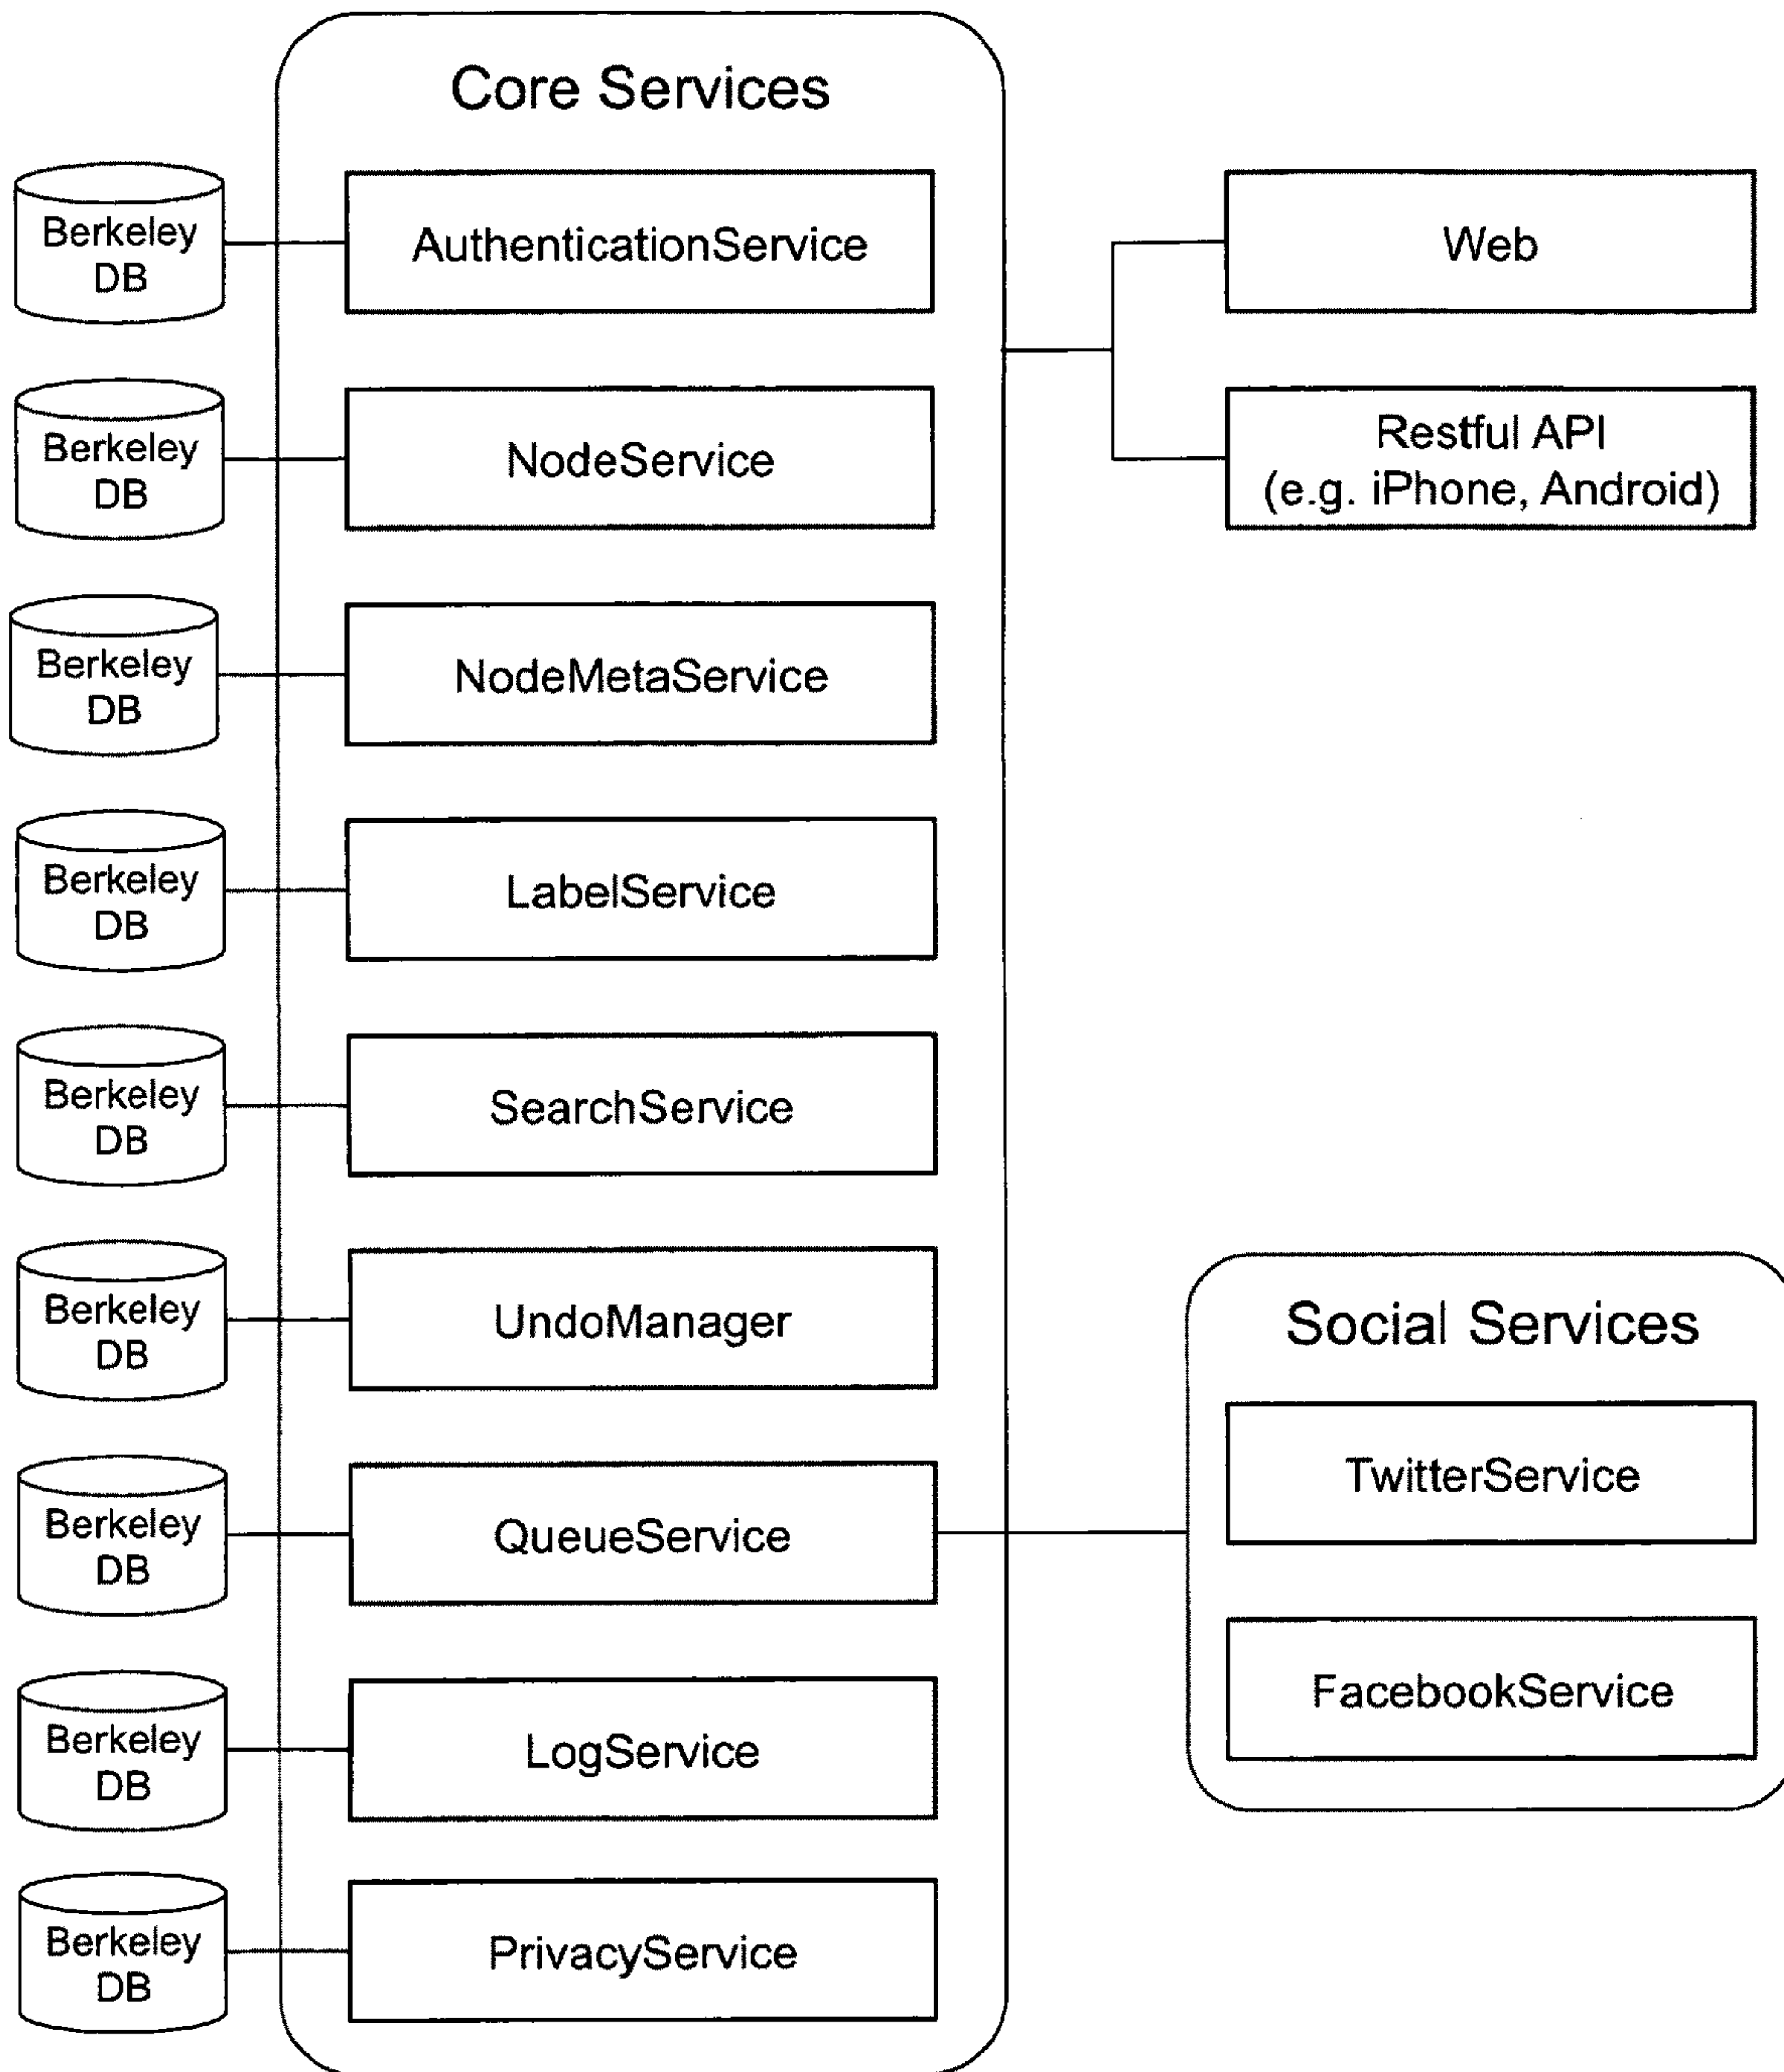 Core Services
Berkeley
DB
AuthenticationService
Web
Berkeley
DB
NodeService
Restful API
(e.g. iPhone, Android)
Berkeley
DB
NodeMetaService
Berkeley
DB
LabelService
Berkeley
DB
SearchService
Berkeley
DB
UndoManager
Social Services
Berkeley
DB
QueueService
TwitterService
Berkeley
DB
LogService
FacebookService
Berkeley
DB
PrivacyService